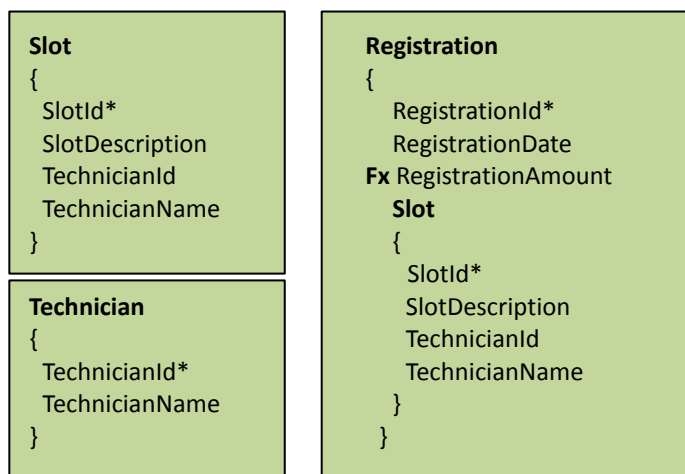 Slot
{
SlotId*
SlotDescription
TechnicianId
TechnicianName
}
Technician
{
TechnicianId*
TechnicianName
}
Registration
{
RegistrationId*
RegistrationDate
Fx RegistrationAmount
Slot
{
SlotId*
SlotDescription
TechnicianId
TechnicianName
}
}